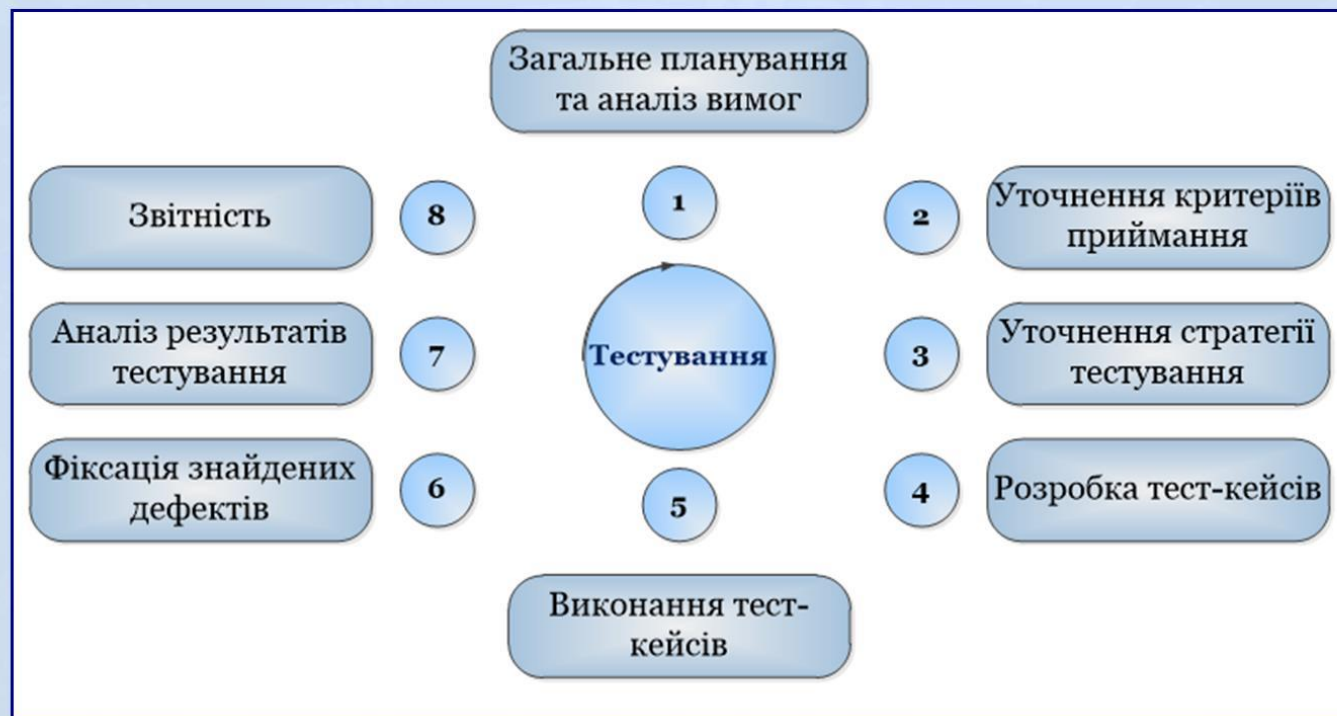 Загальне планування
та аналіз вимог
1
2
Уточнення критеріїв
приймання
3
Уточнення стратегії
тестування
4
Розробка тест-кейсів
5
Виконання тест-
кейсів
6
Фіксація знайдених
дефектів
7
Аналіз результатів
тестування
8
Звітність
Тестування